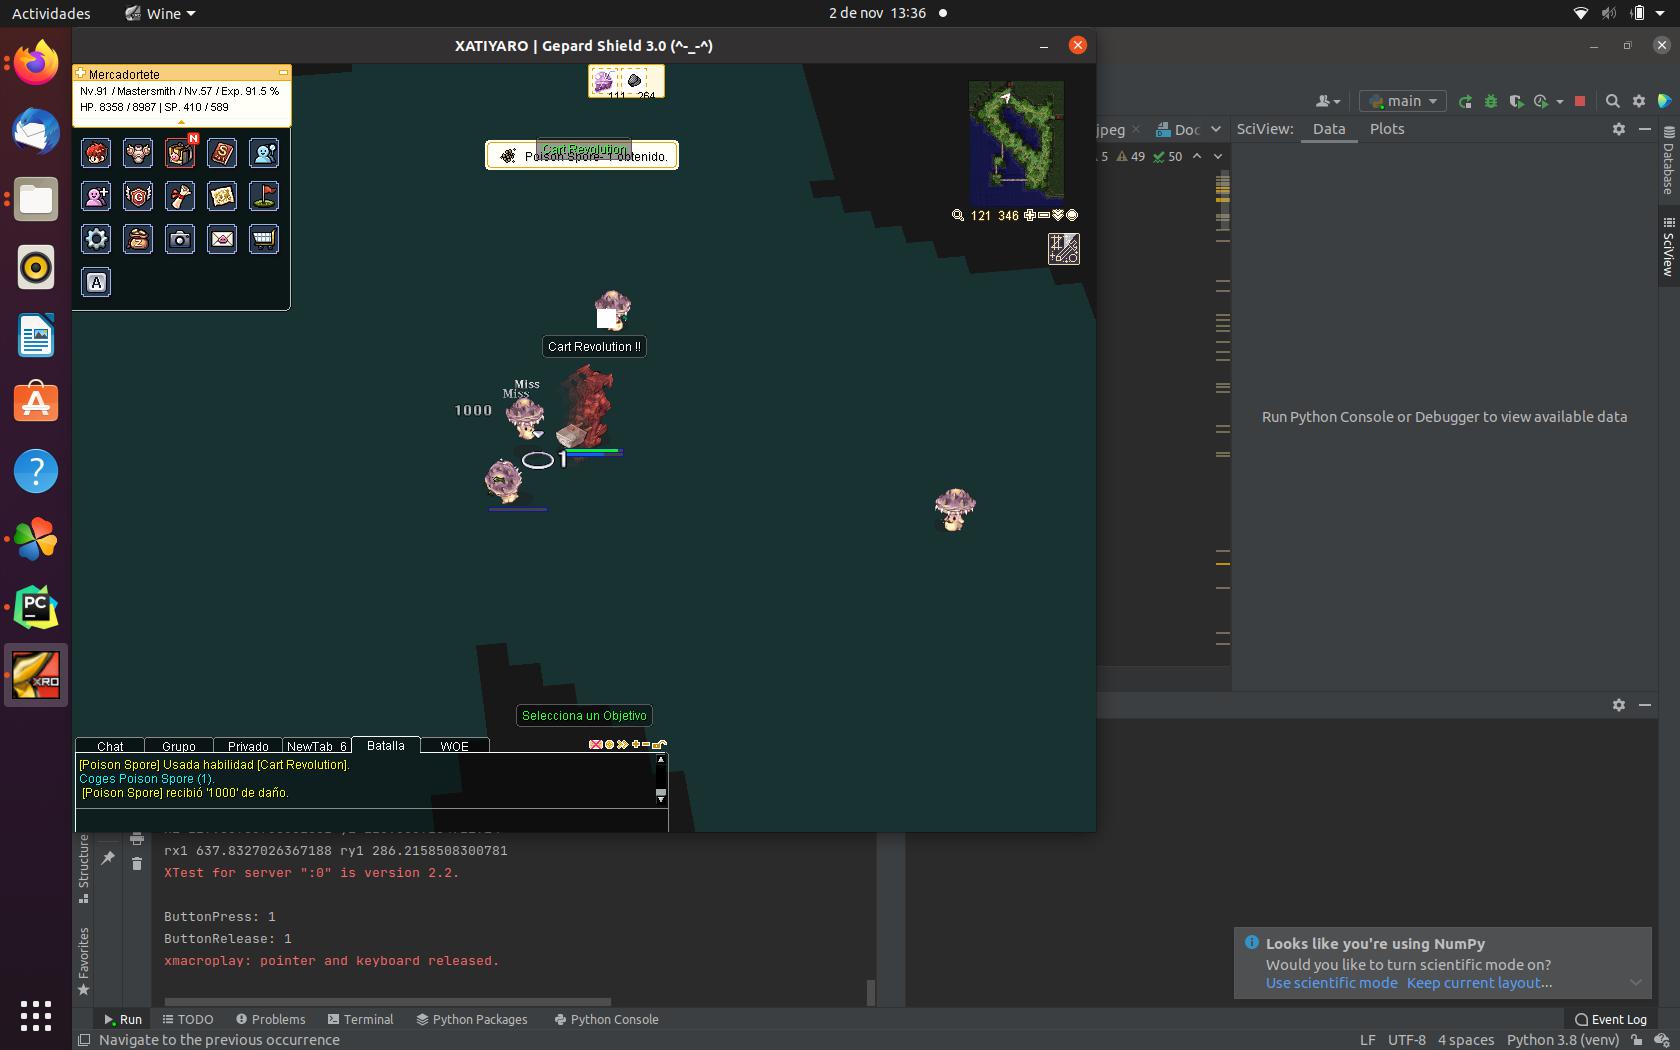 Actividades
Wine
2 de nov 13:36
XATIYARO | Gepard Shield 3.0 (^-_-^)
Mercadortete
Nv.91 / Mastersmith / Nv.57 / Exp. 91.5 %
HP. 8358 / 8987 | SP. 410 / 589
N
111 264
Cart Revolution
Poison Spore- 1 obtenido.
121 346
A
Cart Revolution !!
Miss
Miss
1000
1
Selecciona un Objetivo
Chat Grupo Privado NewTab 6 Batalla WOE
[Poison Spore] Usada habilidad [Cart Revolution].
Coges Poison Spore (1).
[Poison Spore] recibió '1000' de daño.
main
jpeg
Doc
SciView: Data Plots
5 49 50
Database
SciView
Run Python Console or Debugger to view available data
PC
XRO
rx1 637.8327026367188 ry1 286.2158508300781
XTest for server ":0" is version 2.2.
ButtonPress: 1
ButtonRelease: 1
xmacroplay: pointer and keyboard released.
Structure
Favorites
Looks like you're using NumPy
Would you like to turn scientific mode on?
Use scientific mode Keep current layout...
Run TODO Problems Terminal Python Packages Python Console
Event Log
Navigate to the previous occurrence
LF UTF-8 4 spaces Python 3.8 (venv)